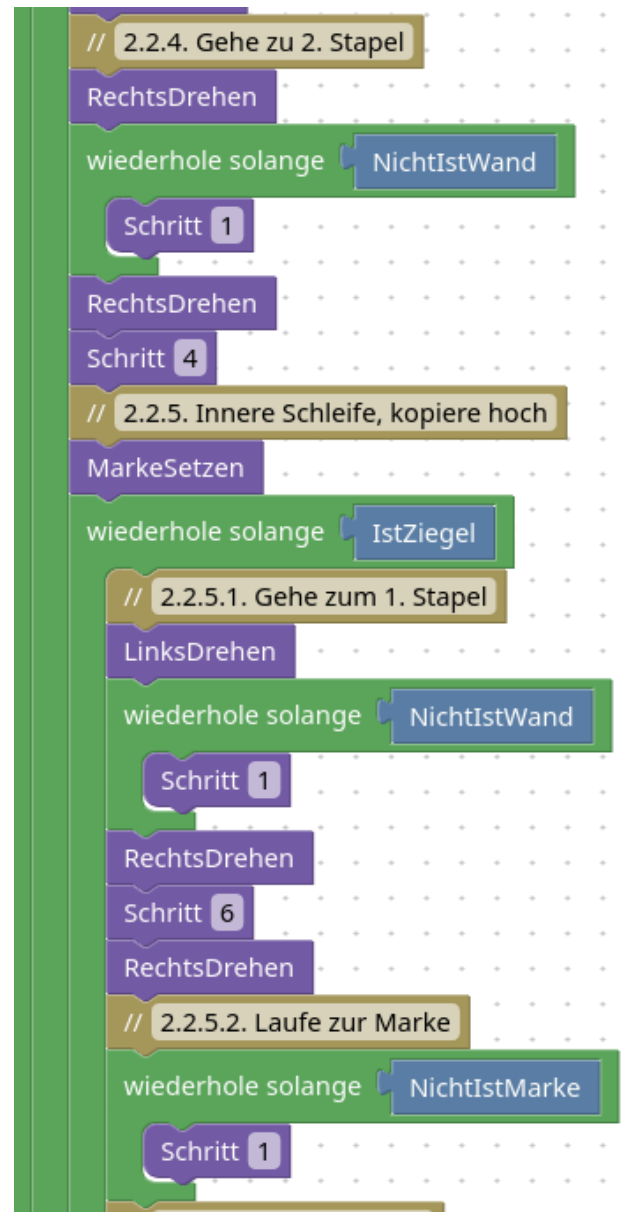 // 2.2.4. Gehe zu 2. Stapel
RechtsDrehen
wiederhole solange NichtIstWand
Schritt 1
RechtsDrehen
Schritt 4
// 2.2.5. Innere Schleife, kopiere hoch
MarkeSetzen
wiederhole solange IstZiegel
// 2.2.5.1. Gehe zum 1. Stapel
LinksDrehen
wiederhole solange NichtIstWand
Schritt 1
RechtsDrehen
Schritt 6
RechtsDrehen
// 2.2.5.2. Laufe zur Marke
wiederhole solange NichtIstMarke
Schritt 1